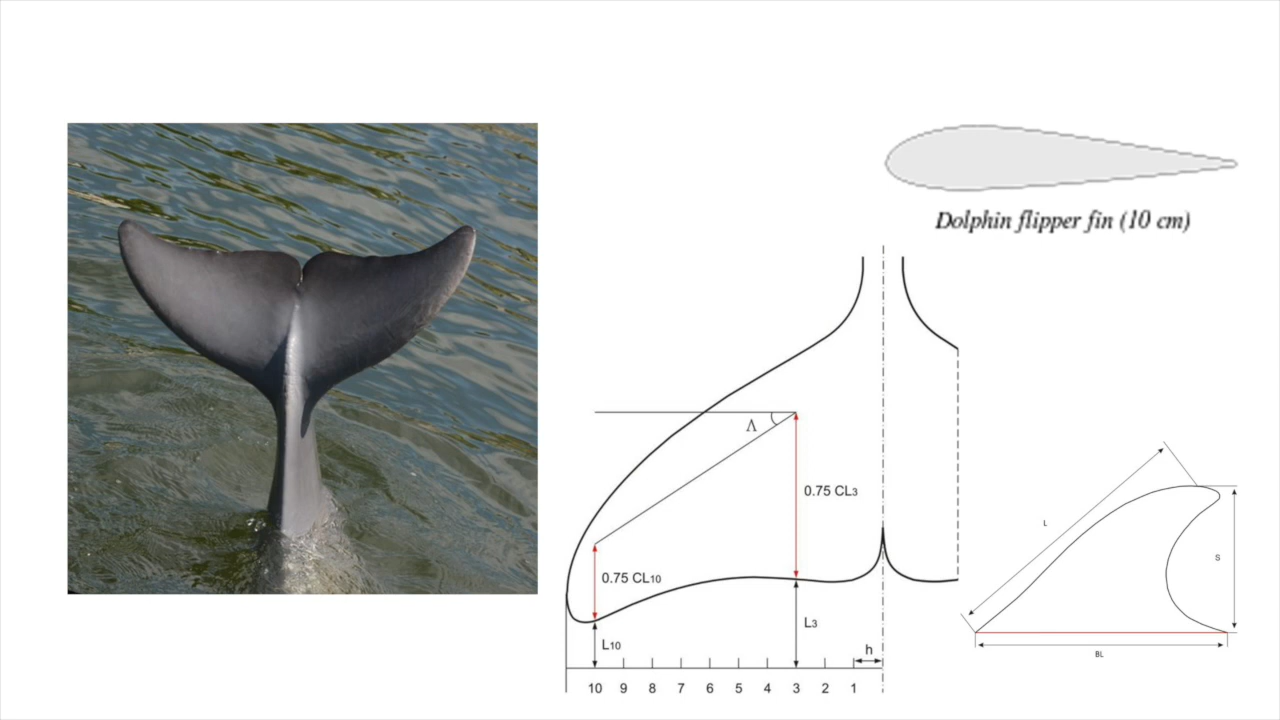 Dolphin flipper fin (10 cm)
Λ
0.75 CL3
0.75 CL10
L3
L10
h
10 9 8 7 6 5 4 3 2 1
L
S
BL